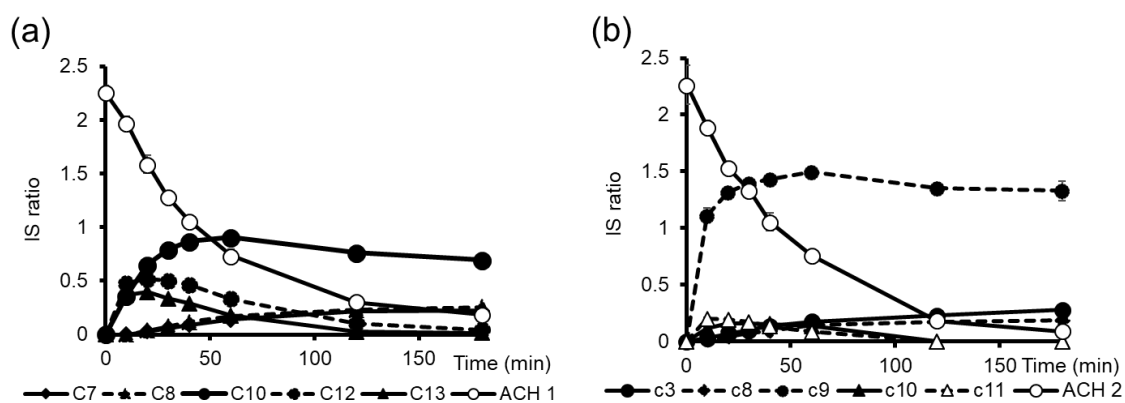 (a)
2.5
2
1.5
1
0.5
0
IS ratio
0
50
100
150
Time (min)
C7
C8
C10
C12
C13
ACH 1
(b)
2.5
2
1.5
1
0.5
0
IS ratio
0
50
100
150
Time (min)
c3
c8
c9
c10
c11
ACH 2